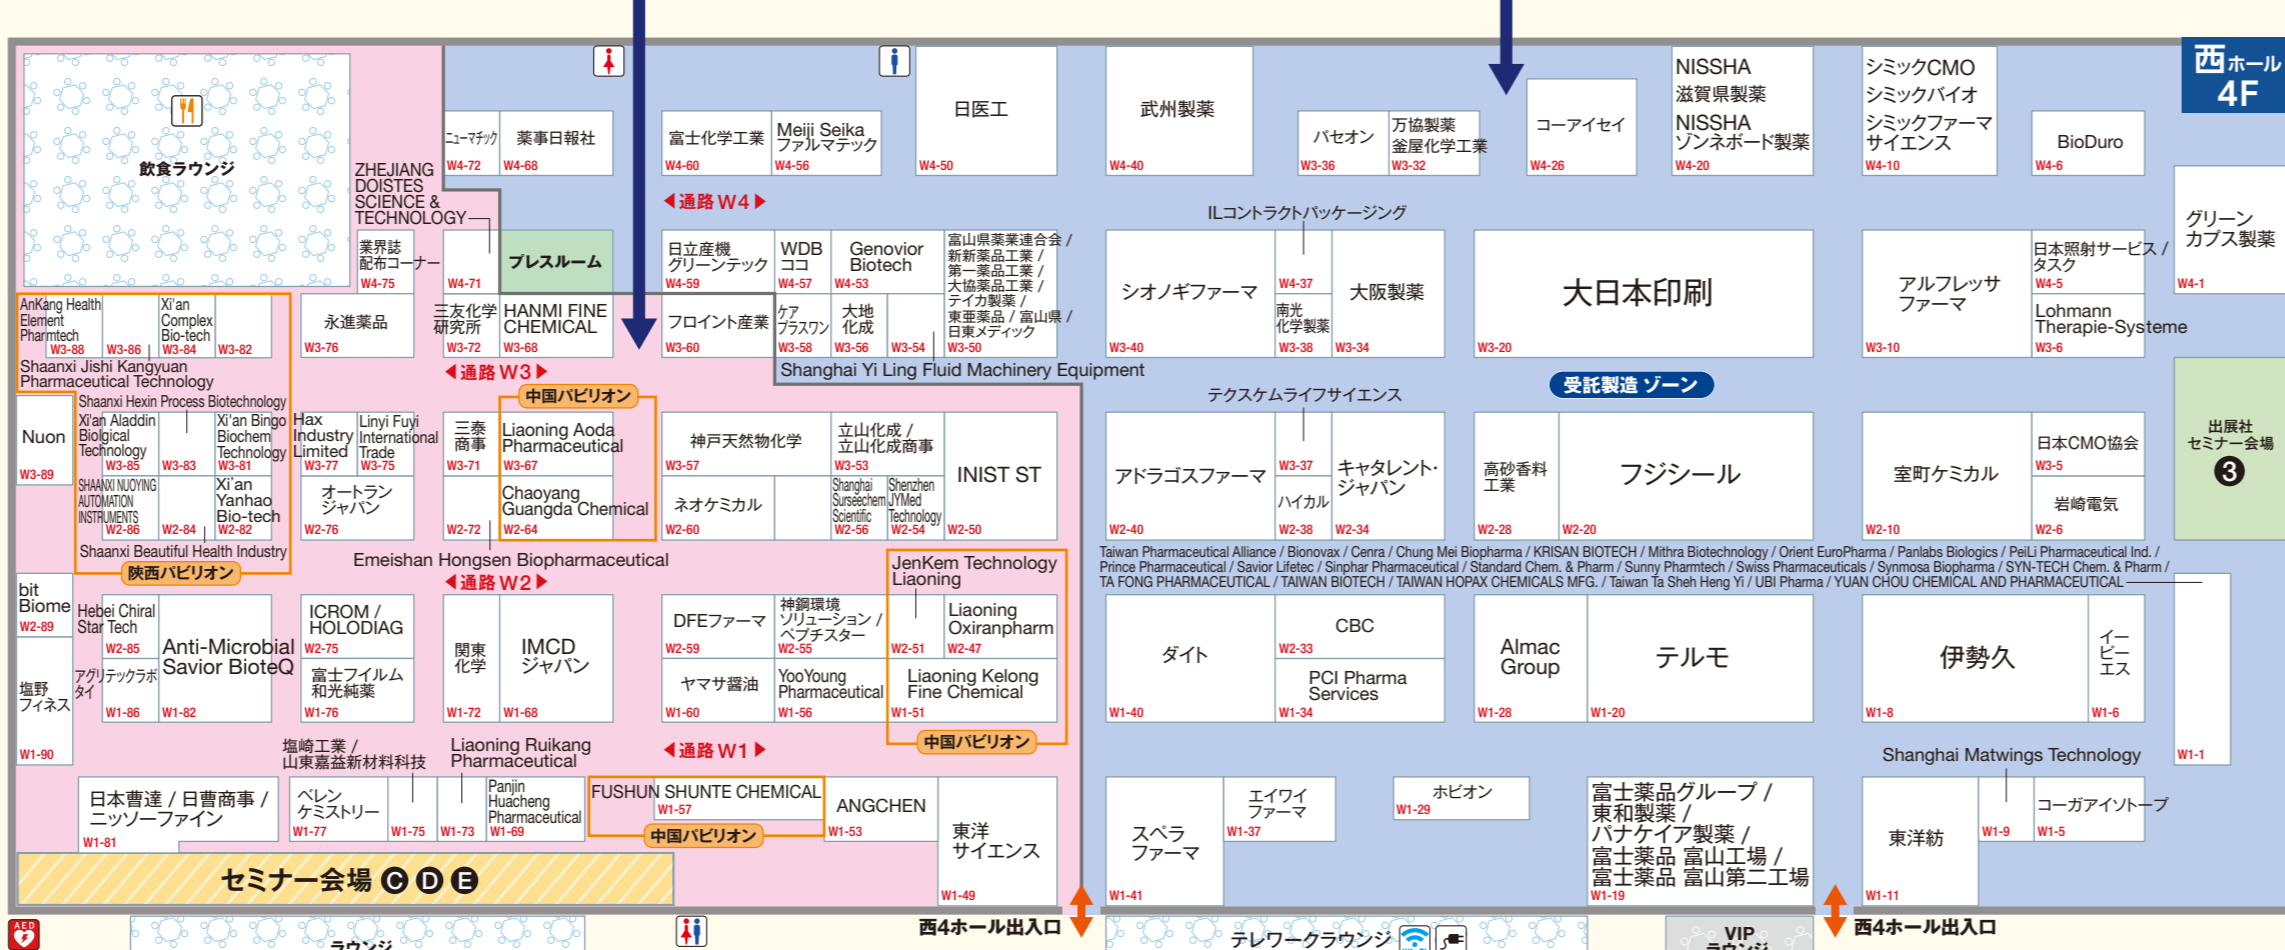 西ホール
4F
飲食ラウンジ
ニューマチック
W4-72
薬事日報社
W4-68
富士化学工業
W4-60
Meiji Seika
ファルマテック
W4-56
日医工
W4-50
武州製薬
W4-40
パセオン
W3-36
万協製薬
釜屋化学工業
W3-32
コーアイセイ
W4-26
NISSHA
滋賀県製薬
NISSHA
ゾンネボード製薬
W4-20
シミックCMO
シミックバイオ
シミックファーマ
サイエンス
W4-10
BioDuro
W4-6
グリーン
カプス製薬
W4-1
◀通路 W4▶
ZHEJIANG
DOISTES
SCIENCE &
TECHNOLOGY
業界誌
配布コーナー
W4-75
W4-71
プレスルーム
日立産機
グリーンテック
W4-59
WDB
ココ
W4-57
Genovior
Biotech
W4-53
富山県薬業連合会 /
新新薬品工業 /
第一薬品工業 /
大協薬品工業 /
テイカ製薬 /
東亜薬品 / 富山県 /
日東メディック
W3-50
ILコントラクトパッケージング
シオノギファーマ
W3-40
W4-37
南光
化学製薬
W3-38
大阪製薬
W3-34
大日本印刷
W3-20
アルフレッサ
ファーマ
W3-10
日本照射サービス /
タスク
W4-5
Lohmann
Therapie-Systeme
W3-6
AnKang Health
Element
Pharmtech
W3-88
W3-86
Xi'an
Complex
Bio-tech
W3-84
W3-82
Shaanxi Jishi Kangyuan
Pharmaceutical Technology
永進薬品
W3-76
三友化学
研究所
W3-72
HANMI FINE
CHEMICAL
W3-68
フロイント産業
W3-60
ケア
プラスワン
W3-58
大地
化成
W3-56
W3-54
Shanghai Yi Ling Fluid Machinery Equipment
◀通路 W3▶
受託製造 ゾーン
中国パビリオン
Nuon
W3-89
Shaanxi Hexin Process Biotechnology
Xi'an Aladdin
Biolgical
Technology
W3-85
W3-83
Xi'an Bingo
Biochem
Technology
W3-81
Hax
Industry
Limited
W3-77
Linyi Fuyi
International
Trade
W3-75
三泰
商事
W3-71
Liaoning Aoda
Pharmaceutical
W3-67
神戸天然物化学
W3-57
立山化成 /
立山化成商事
W3-53
INIST ST
W2-50
テクスケムライフサイエンス
アドラゴスファーマ
W2-40
W3-37
ハイカル
W2-38
キャタレント・
ジャパン
W2-34
高砂香料
工業
W2-28
フジシール
W2-20
室町ケミカル
W2-10
日本CMO協会
W3-5
岩崎電気
W2-6
出展社
セミナー会場
3
SHAANXI NUOYING
AUTOMATION
INSTRUMENTS
W2-86
W2-84
Xi'an
Yanhao
Bio-tech
W2-82
Shaanxi Beautiful Health Industry
陝西パビリオン
オートラン
ジャパン
W2-76
W2-72
Chaoyang
Guangda Chemical
W2-64
ネオケミカル
W2-60
Shanghai
Surseechem
Scientific
W2-56
Shenzhen
JYMed
Technology
W2-54
Emeishan Hongsen Biopharmaceutical
◀通路 W2▶
Taiwan Pharmaceutical Alliance / Bionovax / Cenra / Chung Mei Biopharma / KRISAN BIOTECH / Mithra Biotechnology / Orient EuroPharma / Panlabs Biologics / PeiLi Pharmaceutical Ind. /
Prince Pharmaceutical / Savior Lifetec / Sinphar Pharmaceutical / Standard Chem. & Pharm / Sunny Pharmtech / Swiss Pharmaceuticals / Synmosa Biopharma / SYN-TECH Chem. & Pharm /
TA FONG PHARMACEUTICAL / TAIWAN BIOTECH / TAIWAN HOPAX CHEMICALS MFG. / Taiwan Ta Sheh Heng Yi / UBI Pharma / YUAN CHOU CHEMICAL AND PHARMACEUTICAL
W1-1
bit
Biome
W2-89
塩野
フィネス
W1-90
Hebei Chiral
Star Tech
W2-85
アグリテックラボ
タイ
W1-86
Anti-Microbial
Savior BioteQ
W1-82
ICROM /
HOLODIAG
W2-75
富士フイルム
和光純薬
W1-76
関東
化学
W1-72
IMCD
ジャパン
W1-68
DFEファーマ
W2-59
神鋼環境
ソリューション /
ペプチスター
W2-55
JenKem Technology
Liaoning
W2-51
Liaoning
Oxiranpharm
W2-47
ヤマサ醤油
W1-60
YooYoung
Pharmaceutical
W1-56
Liaoning Kelong
Fine Chemical
W1-51
中国パビリオン
ダイト
W1-40
CBC
W2-33
PCI Pharma
Services
W1-34
Almac
Group
W1-28
テルモ
W1-20
伊勢久
W1-8
イー
ピー
エス
W1-6
◀通路 W1▶
日本曹達 / 日曹商事 /
ニッソーファイン
W1-81
塩崎工業 /
山東嘉益新材料科技
ベレン
ケミストリー
W1-77
W1-75
Liaoning Ruikang
Pharmaceutical
W1-73
Panjin
Huacheng
Pharmaceutical
W1-69
FUSHUN SHUNTE CHEMICAL
W1-57
中国パビリオン
ANGCHEN
W1-53
東洋
サイエンス
W1-49
スペラ
ファーマ
W1-41
エイワイ
ファーマ
W1-37
ホビオン
W1-29
富士薬品グループ /
東和製薬 /
パナケイア製薬 /
富士薬品 富山工場 /
富士薬品 富山第二工場
W1-19
Shanghai Matwings Technology
東洋紡
W1-11
W1-9
コーガアイソトープ
W1-5
セミナー会場 C D E
AED
ラウンジ
西4ホール出入口
テレワークラウンジ
VIP
ラウンジ
西4ホール出入口